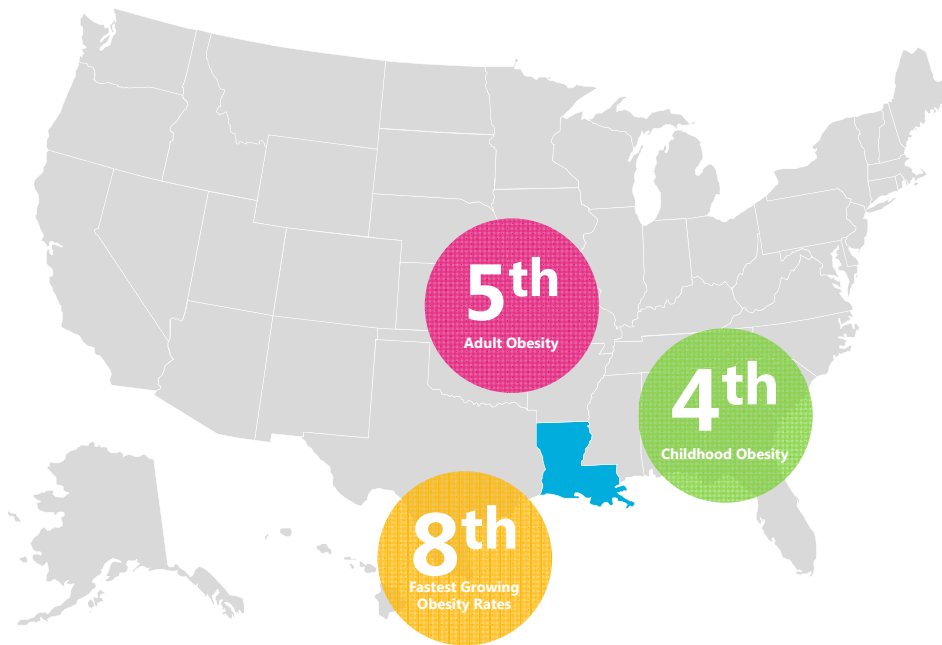 5th
Adult Obesity
4th
Childhood Obesity
8th
Fastest Growing
Obesity Rates